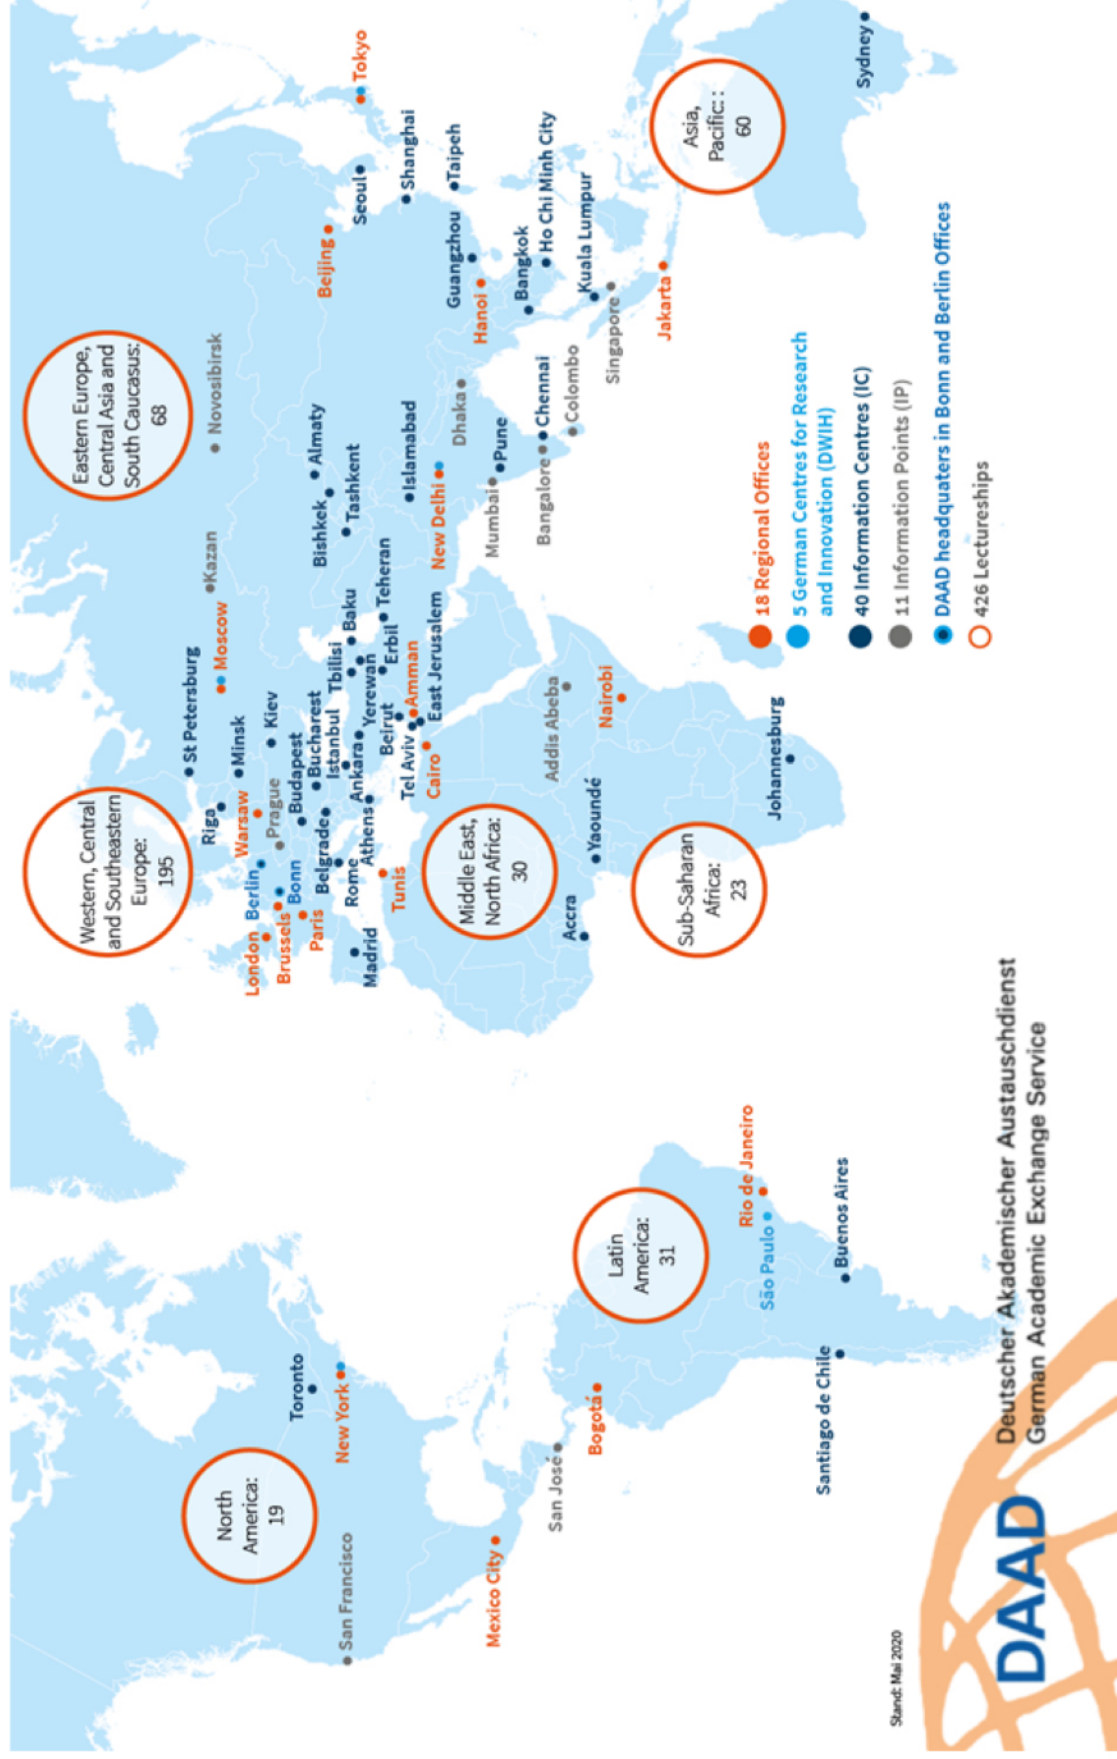 North
America:
19
San Francisco
Toronto
New York
Mexico City
San José
Bogotá
Latin
America:
31
Rio de Janeiro
São Paulo
Buenos Aires
Santiago de Chile
Western, Central
and Southeastern
Europe:
195
Eastern Europe,
Central Asia and
South Caucasus:
68
St Petersburg
Riga
Moscow
Kazan
Novosibirsk
Minsk
Warsaw
London
Berlin
Prague
Kiev
Brussels
Bonn
Budapest
Paris
Bucharest
Belgrade
Istanbul
Tbilisi
Baku
Bishkek
Almaty
Tashkent
Madrid
Rome
Athens
Ankara
Yerewan
Erbil
Teheran
Tunis
Beirut
Amman
Tel Aviv
East Jerusalem
Cairo
Islamabad
New Delhi
Dhaka
Mumbai
Pune
Bangalore
Chennai
Colombo
Beijing
Seoul
Tokyo
Shanghai
Taipeh
Guangzhou
Hanoi
Bangkok
Ho Chi Minh City
Kuala Lumpur
Singapore
Jakarta
Asia,
Pacific: :
60
Sydney
Middle East,
North Africa:
30
Accra
Yaoundé
Addis Abeba
Nairobi
Sub-Saharan
Africa:
23
Johannesburg
18 Regional Offices
5 German Centres for Research
and Innovation (DWIH)
40 Information Centres (IC)
11 Information Points (IP)
DAAD headquaters in Bonn and Berlin Offices
426 Lectureships
Stand: Mai 2020
DAAD
Deutscher Akademischer Austauschdienst
German Academic Exchange Service